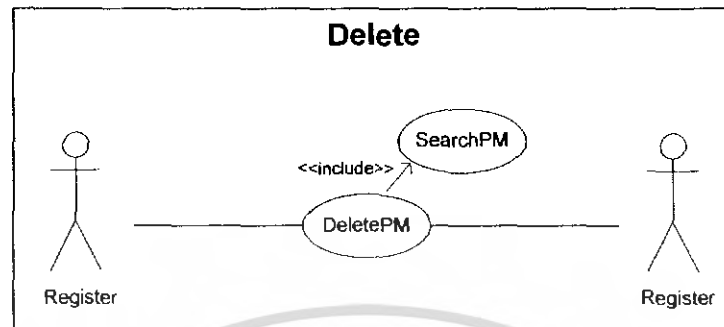 Delete
SearchPM
<<include>>
DeletePM
Register
Register